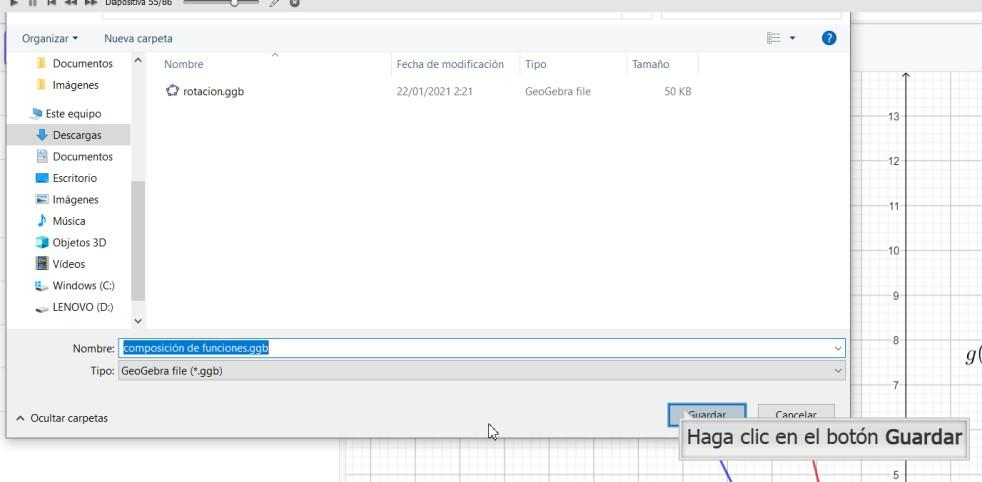 Diapositiva 55/86
Organizar
Nueva carpeta
Documentos
Imágenes
Este equipo
Descargas
Documentos
Escritorio
Imágenes
Música
Objetos 3D
Vídeos
Windows (C:)
LENOVO (D:)
Nombre Fecha de modificación Tipo Tamaño
rotacion.ggb 22/01/2021 2:21 GeoGebra file 50 KB
Nombre: composición de funciones.ggb
Tipo: GeoGebra file (*.ggb)
Ocultar carpetas
Guardar Cancelar
Haga clic en el botón Guardar
13
12
11
10
9
8
7
5
g(